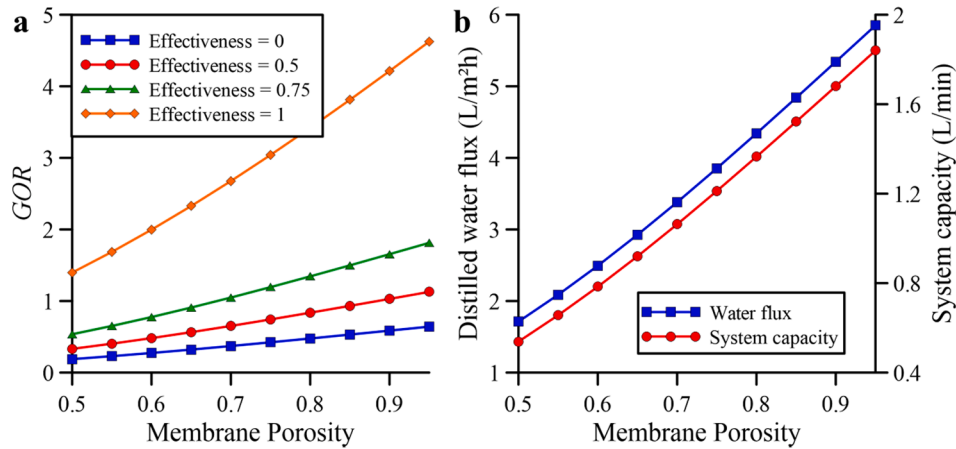 a
Effectiveness = 0
Effectiveness = 0.5
Effectiveness = 0.75
Effectiveness = 1
GOR
5
4
3
2
1
0
0.5 0.6 0.7 0.8 0.9
Membrane Porosity
b
Distilled water flux (L/m²h)
6
5
4
3
2
1
Water flux
System capacity
0.5 0.6 0.7 0.8 0.9
Membrane Porosity
2
1.6
1.2
0.8
0.4
System capacity (L/min)